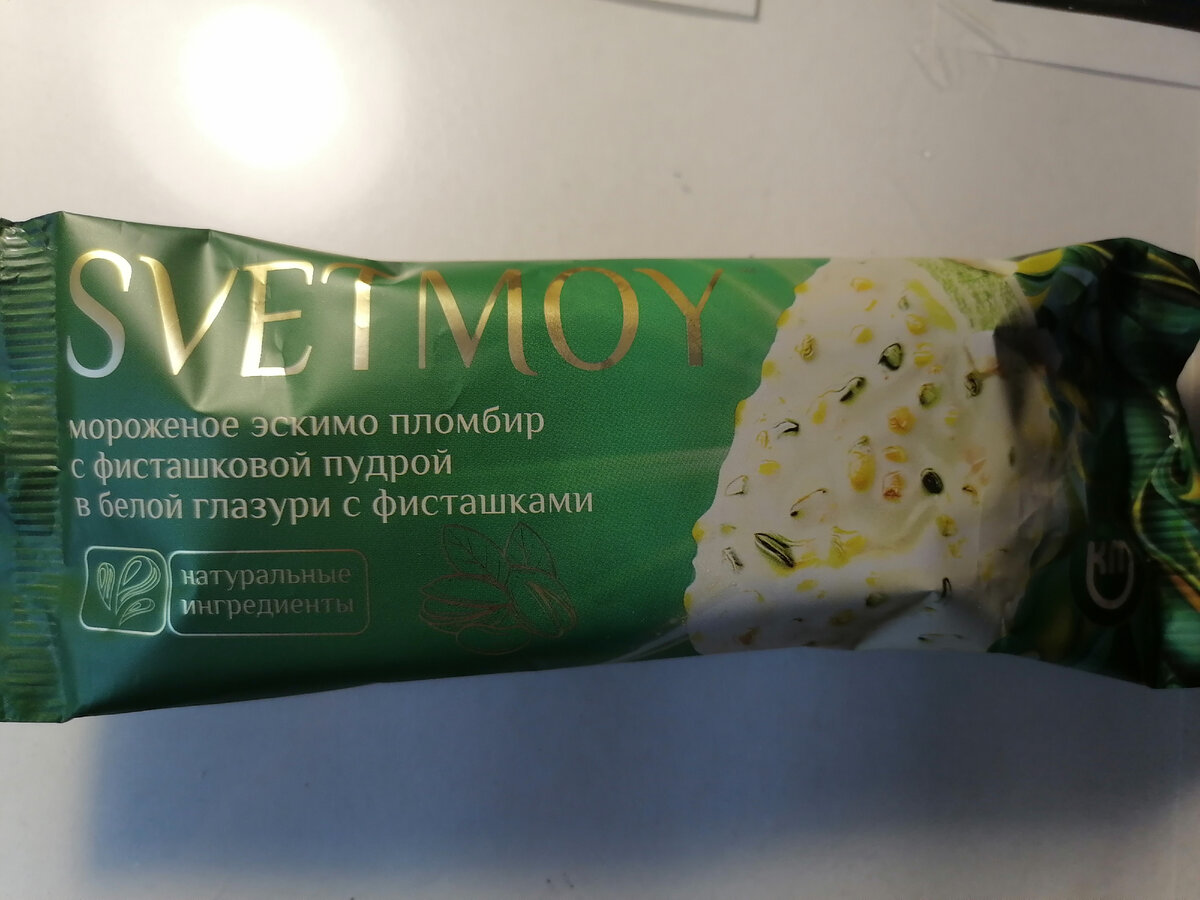 SVETMOY
мороженое эскимо пломбир
с фисташковой пудрой
в белой глазури с фисташками
натуральные
ингредиенты